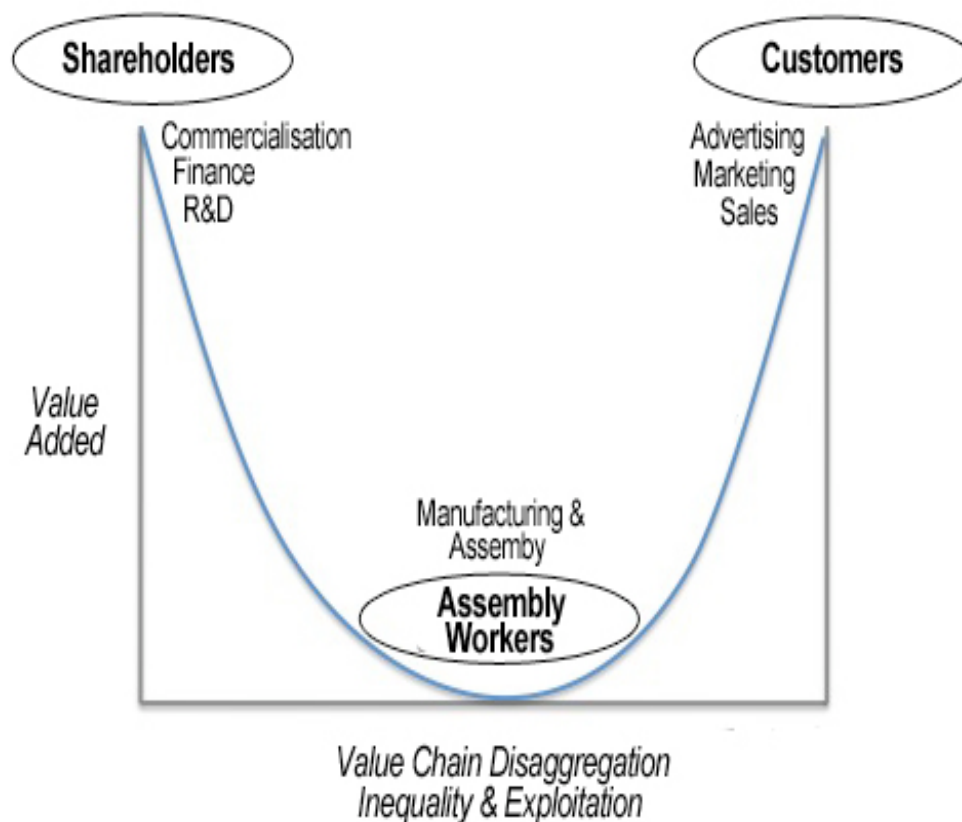 Shareholders
Customers
Commercialisation
Finance
R&D
Advertising
Marketing
Sales
Value
Added
Manufacturing &
Assemby
Assembly
Workers
Value Chain Disaggregation
Inequality & Exploitation